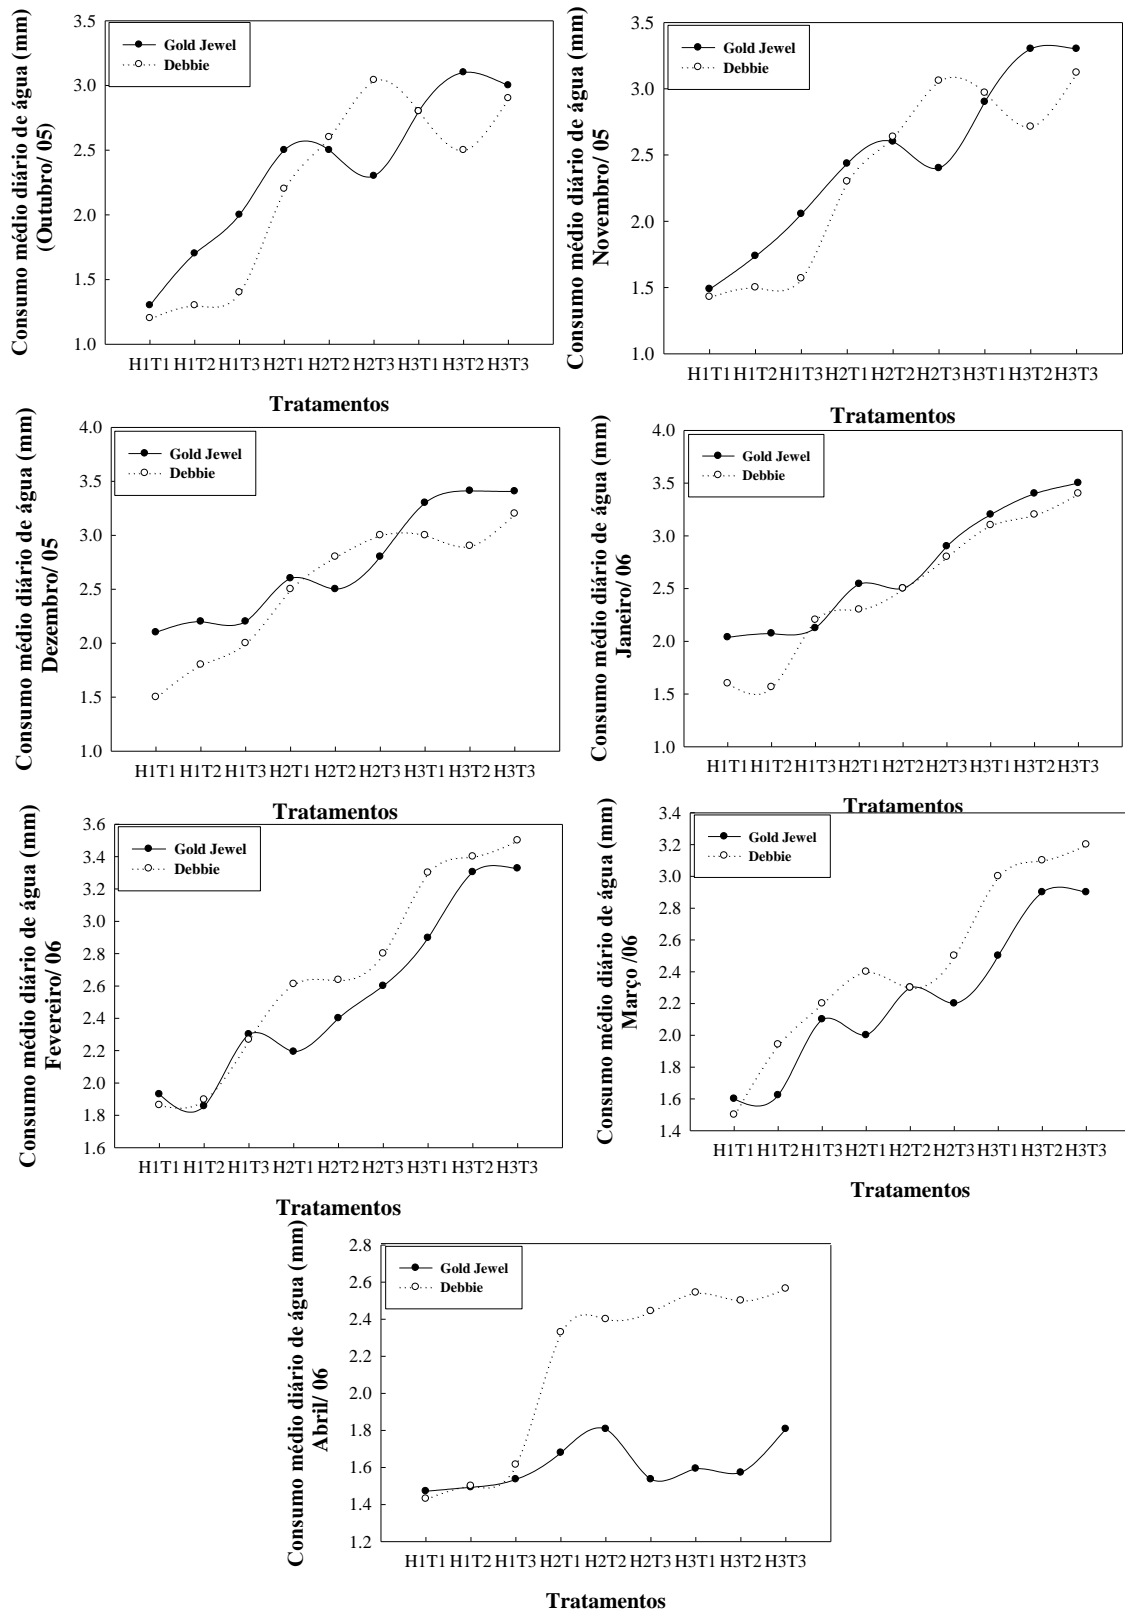 Consumo médio diário de água (mm)
(Outubro/ 05)
3.5
3.0
2.5
2.0
1.5
1.0
Gold Jewel
Debbie
H1T1 H1T2 H1T3 H2T1 H2T2 H2T3 H3T1 H3T2 H3T3
Tratamentos
Consumo médio diário de água (mm)
Novembro/ 05
3.5
3.0
2.5
2.0
1.5
1.0
Gold Jewel
Debbie
H1T1 H1T2 H1T3 H2T1 H2T2 H2T3 H3T1 H3T2 H3T3
Tratamentos
Consumo médio diário de água (mm)
Dezembro/ 05
4.0
3.5
3.0
2.5
2.0
1.5
1.0
Gold Jewel
Debbie
H1T1 H1T2 H1T3 H2T1 H2T2 H2T3 H3T1 H3T2 H3T3
Tratamentos
Consumo médio diário de água (mm)
Janeiro/ 06
4.0
3.5
3.0
2.5
2.0
1.5
1.0
Gold Jewel
Debbie
H1T1 H1T2 H1T3 H2T1 H2T2 H2T3 H3T1 H3T2 H3T3
Tratamentos
Consumo médio diário de água (mm)
Fevereiro/ 06
3.6
3.4
3.2
3.0
2.8
2.6
2.4
2.2
2.0
1.8
1.6
Gold Jewel
Debbie
H1T1 H1T2 H1T3 H2T1 H2T2 H2T3 H3T1 H3T2 H3T3
Tratamentos
Consumo médio diário de água (mm)
Março /06
3.4
3.2
3.0
2.8
2.6
2.4
2.2
2.0
1.8
1.6
1.4
Gold Jewel
Debbie
H1T1 H1T2 H1T3 H2T1 H2T2 H2T3 H3T1 H3T2 H3T3
Tratamentos
Consumo médio diário de água (mm)
Abril/ 06
2.8
2.6
2.4
2.2
2.0
1.8
1.6
1.4
1.2
Gold Jewel
Debbie
H1T1 H1T2 H1T3 H2T1 H2T2 H2T3 H3T1 H3T2 H3T3
Tratamentos